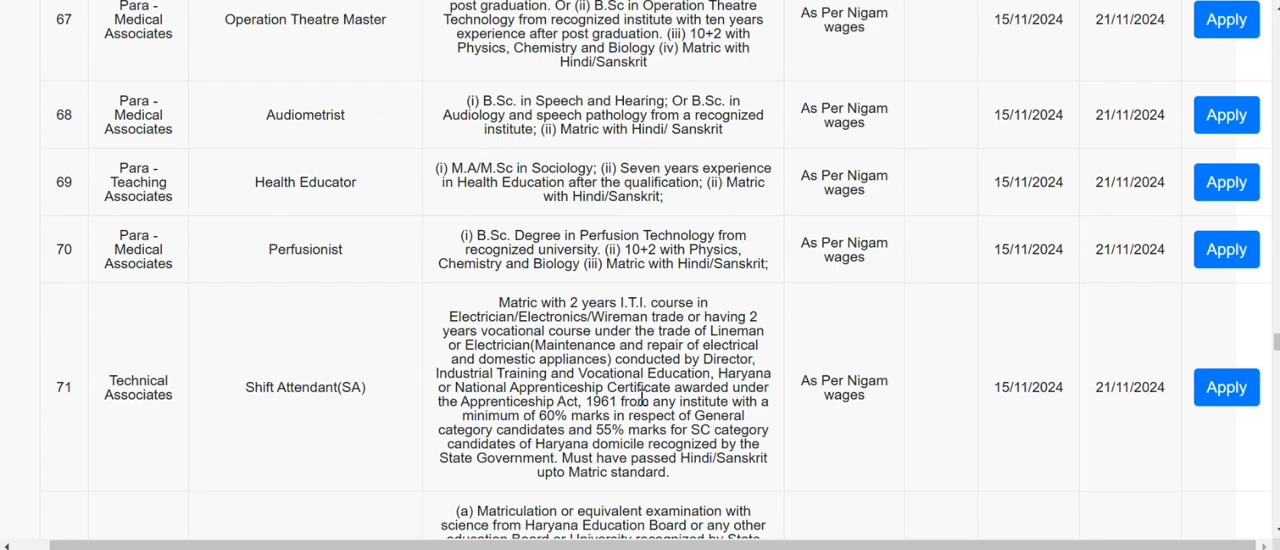 67
Para -
Medical
Associates
Operation Theatre Master
post graduation. Or (ii) B.Sc in Operation Theatre
Technology from recognized institute with ten years
experience after post graduation. (iii) 10+2 with
Physics, Chemistry and Biology (iv) Matric with
Hindi/Sanskrit
As Per Nigam
wages
15/11/2024
21/11/2024
Apply
68
Para -
Medical
Associates
Audiometrist
(i) B.Sc. in Speech and Hearing; Or B.Sc. in
Audiology and speech pathology from a recognized
institute; (ii) Matric with Hindi/ Sanskrit
As Per Nigam
wages
15/11/2024
21/11/2024
Apply
69
Para -
Teaching
Associates
Health Educator
(i) M.A/M.Sc in Sociology; (ii) Seven years experience
in Health Education after the qualification; (ii) Matric
with Hindi/Sanskrit;
As Per Nigam
wages
15/11/2024
21/11/2024
Apply
70
Para -
Medical
Associates
Perfusionist
(i) B.Sc. Degree in Perfusion Technology from
recognized university. (ii) 10+2 with Physics,
Chemistry and Biology (iii) Matric with Hindi/Sanskrit;
As Per Nigam
wages
15/11/2024
21/11/2024
Apply
71
Technical
Associates
Shift Attendant(SA)
Matric with 2 years I.T.I. course in
Electrician/Electronics/Wireman trade or having 2
years vocational course under the trade of Lineman
or Electrician(Maintenance and repair of electrical
and domestic appliances) conducted by Director,
Industrial Training and Vocational Education, Haryana
or National Apprenticeship Certificate awarded under
the Apprenticeship Act, 1961 from any institute with a
minimum of 60% marks in respect of General
category candidates and 55% marks for SC category
candidates of Haryana domicile recognized by the
State Government. Must have passed Hindi/Sanskrit
upto Matric standard.
As Per Nigam
wages
15/11/2024
21/11/2024
Apply
(a) Matriculation or equivalent examination with
science from Haryana Education Board or any other
education Board or University recognized by State